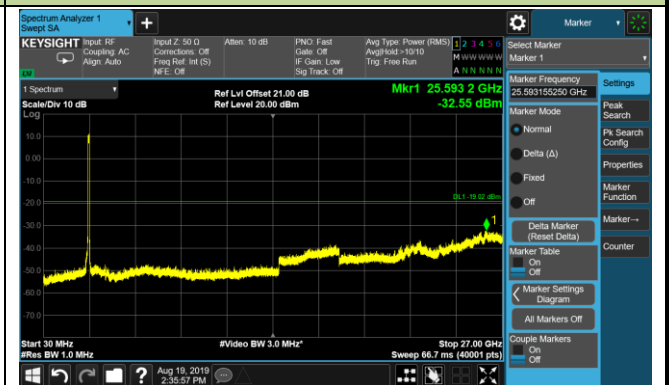 Spectrum Analyzer 1
Swept SA
Marker
KEYSIGHT
Input: RF
Coupling: AC
Align: Auto
Input Z: 50 Ω
Corrections: Off
Freq Ref: Int (S)
NFE: Off
Atten: 10 dB
PNO: Fast
Gate: Off
IF Gain: Low
Sig Track: Off
Avg Type: Power (RMS)
Avg|Hold:>10/10
Trig: Free Run
1 2 3 4 5 6
M W W W W W
A N N N N N
Select Marker
Marker 1
1 Spectrum
Scale/Div 10 dB
Log
Ref Lvl Offset 21.00 dB
Ref Level 20.00 dBm
Mkr1 25.593 2 GHz
-32.55 dBm
10.0
0.00
-10.0
-20.0
-30.0
-40.0
-50.0
-60.0
-70.0
DL1 -19.02 dBm
1
Start 30 MHz
#Res BW 1.0 MHz
#Video BW 3.0 MHz*
Stop 27.00 GHz
Sweep 66.7 ms (40001 pts)
Marker Frequency
25.593155250 GHz
Marker Mode
Normal
Delta (Δ)
Fixed
Off
Delta Marker
(Reset Delta)
Marker Table
On
Off
Marker Settings
Diagram
All Markers Off
Couple Markers
On
Off
Settings
Peak
Search
Pk Search
Config
Properties
Marker
Function
Marker→
Counter
?
Aug 19, 2019
2:35:57 PM